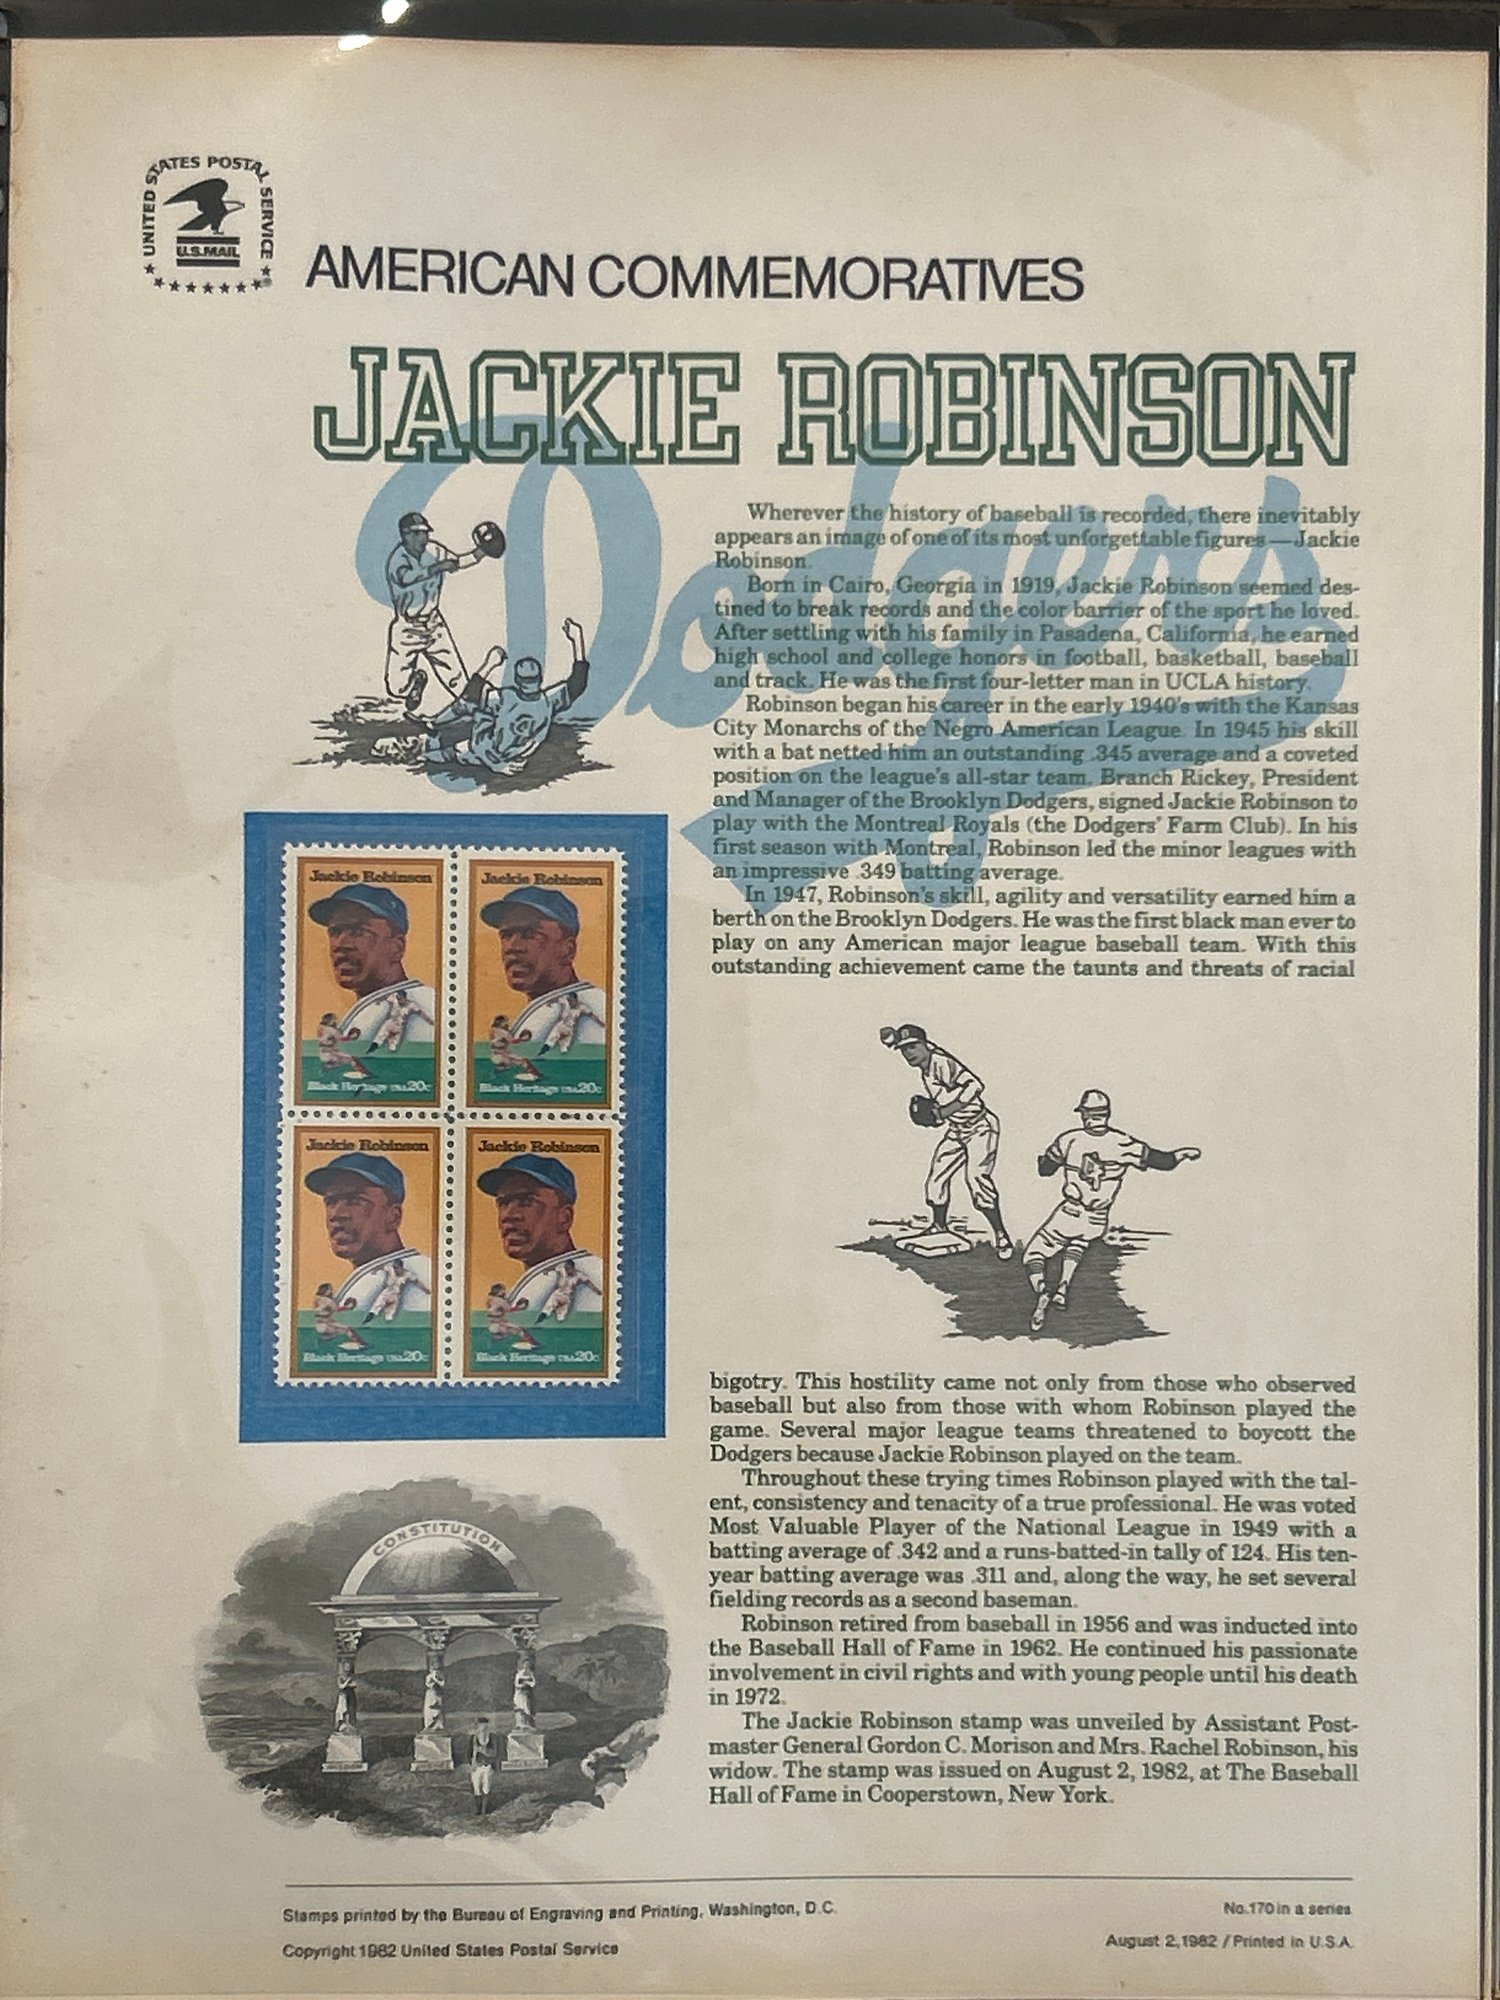 UNITED STATES POSTAL SERVICE
U.S.MAIL
AMERICAN COMMEMORATIVES
JACKIE ROBINSON
Dodgers
Wherever the history of baseball is recorded, there inevitably
appears an image of one of its most unforgettable figures—Jackie
Robinson.
Born in Cairo, Georgia in 1919, Jackie Robinson seemed des-
tined to break records and the color barrier of the sport he loved.
After settling with his family in Pasadena, California, he earned
high school and college honors in football, basketball, baseball
and track. He was the first four-letter man in UCLA history.
Robinson began his career in the early 1940's with the Kansas
City Monarchs of the Negro American League. In 1945 his skill
with a bat netted him an outstanding .345 average and a coveted
position on the league's all-star team. Branch Rickey, President
and Manager of the Brooklyn Dodgers, signed Jackie Robinson to
play with the Montreal Royals (the Dodgers' Farm Club). In his
first season with Montreal, Robinson led the minor leagues with
an impressive .349 batting average.
In 1947, Robinson's skill, agility and versatility earned him a
berth on the Brooklyn Dodgers. He was the first black man ever to
play on any American major league baseball team. With this
outstanding achievement came the taunts and threats of racial
Jackie Robinson
Black Heritage USA 20c
Jackie Robinson
Black Heritage USA 20c
Jackie Robinson
Black Heritage USA 20c
Jackie Robinson
Black Heritage USA 20c
bigotry. This hostility came not only from those who observed
baseball but also from those with whom Robinson played the
game. Several major league teams threatened to boycott the
Dodgers because Jackie Robinson played on the team.
Throughout these trying times Robinson played with the tal-
ent, consistency and tenacity of a true professional. He was voted
Most Valuable Player of the National League in 1949 with a
batting average of .342 and a runs-batted-in tally of 124. His ten-
year batting average was .311 and, along the way, he set several
fielding records as a second baseman.
Robinson retired from baseball in 1956 and was inducted into
the Baseball Hall of Fame in 1962. He continued his passionate
involvement in civil rights and with young people until his death
in 1972.
The Jackie Robinson stamp was unveiled by Assistant Post-
master General Gordon C. Morison and Mrs. Rachel Robinson, his
widow. The stamp was issued on August 2, 1982, at The Baseball
Hall of Fame in Cooperstown, New York.
CONSTITUTION
Stamps printed by the Bureau of Engraving and Printing, Washington, D.C.
No.170 in a series
Copyright 1982 United States Postal Service
August 2, 1982 / Printed in U.S.A.